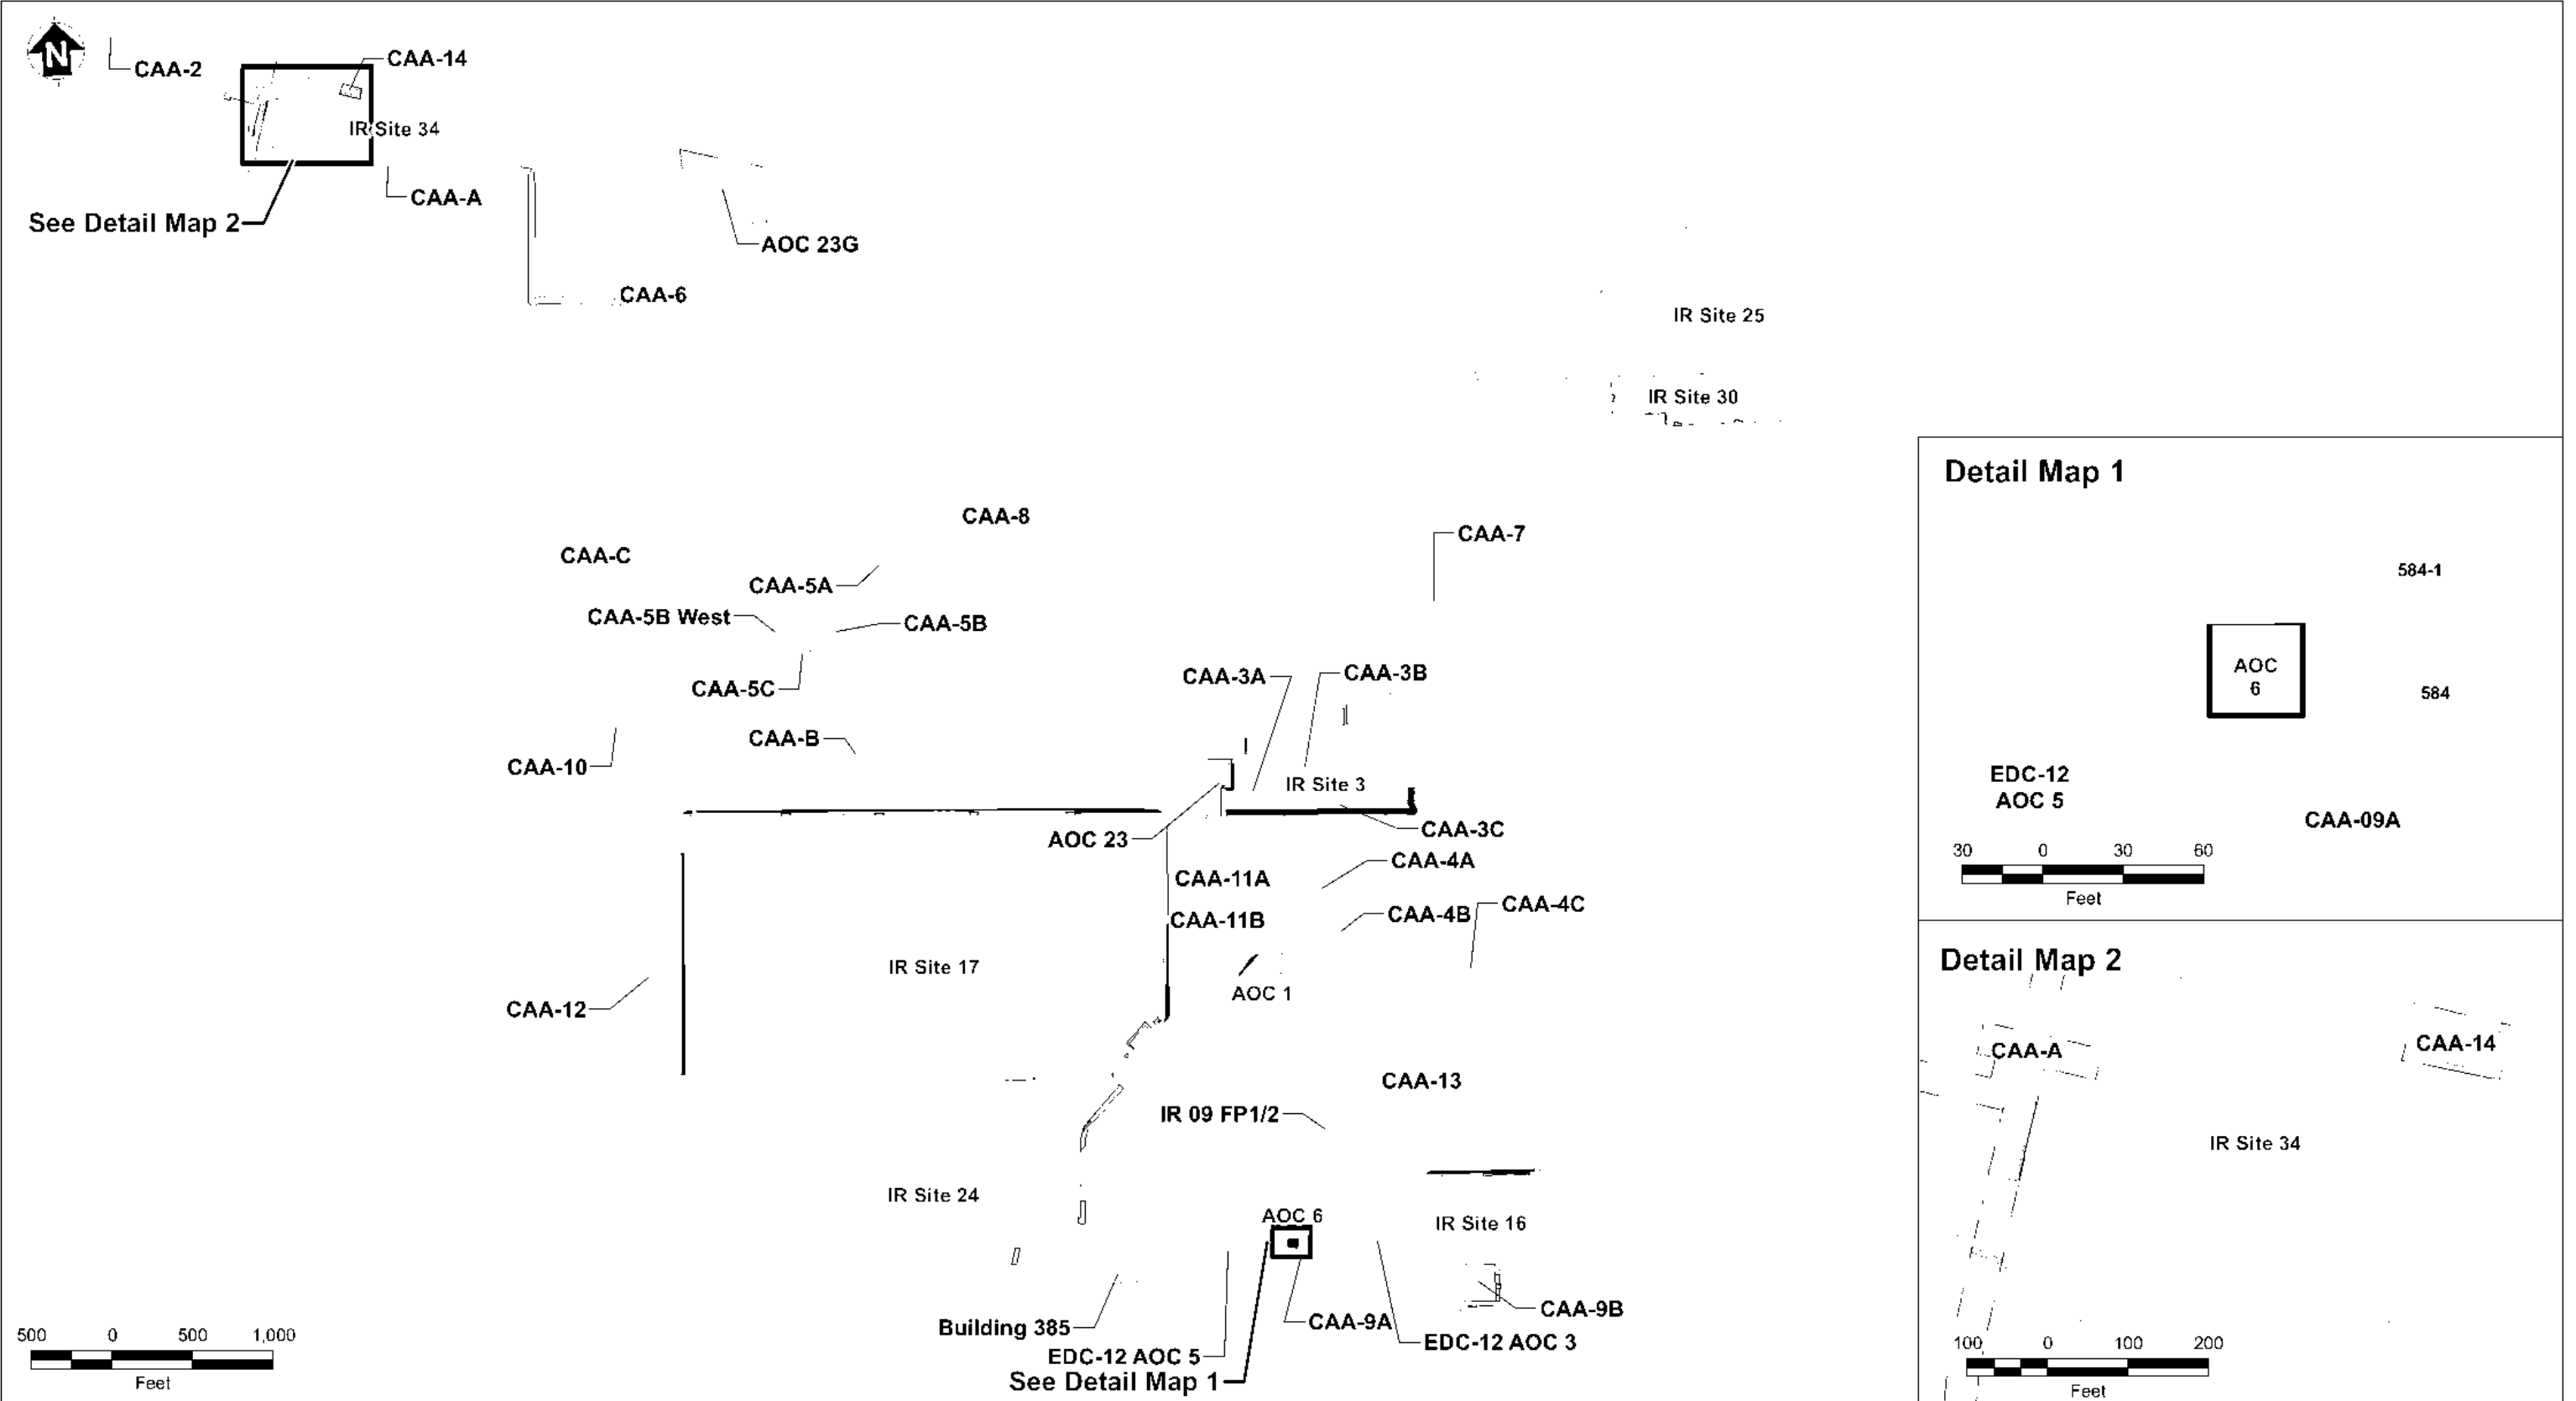 N
CAA-2
CAA-14
IR Site 34
CAA-A
See Detail Map 2
AOC 23G
CAA-6
IR Site 25
IR Site 30
CAA-8
CAA-7
CAA-C
CAA-5A
CAA-5B West
CAA-5B
CAA-5C
CAA-3A
CAA-3B
CAA-B
CAA-10
IR Site 3
AOC 23
CAA-3C
CAA-4A
CAA-11A
CAA-4B
CAA-4C
CAA-11B
IR Site 17
AOC 1
CAA-12
CAA-13
IR 09 FP1/2
IR Site 24
AOC 6
IR Site 16
CAA-9B
Building 385
CAA-9A
EDC-12 AOC 3
EDC-12 AOC 5
See Detail Map 1
500 0 500 1,000
Feet
Detail Map 1
584-1
AOC
6
584
EDC-12
AOC 5
CAA-09A
30 0 30 60
Feet
Detail Map 2
CAA-A
CAA-14
IR Site 34
100 0 100 200
Feet